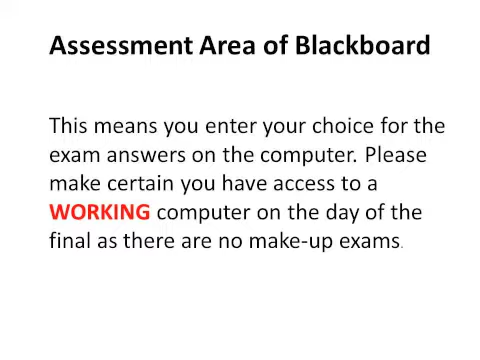 Assessment Area of Blackboard
This means you enter your choice for the
exam answers on the computer. Please
make certain you have access to a
WORKING computer on the day of the
final as there are no make-up exams.